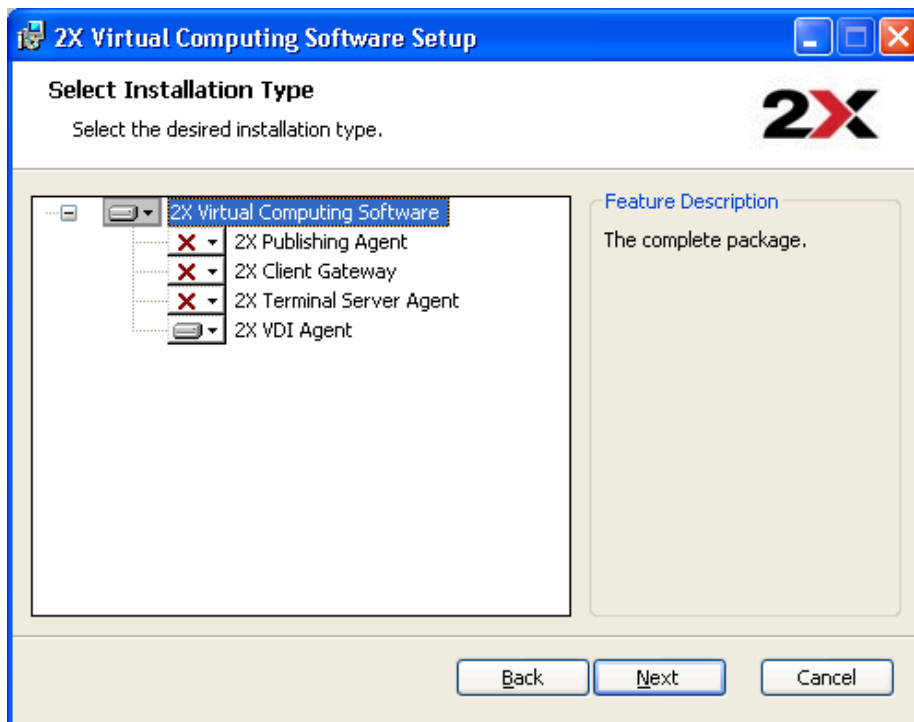 2X Virtual Computing Software Setup
Select Installation Type
Select the desired installation type.
2X
2X Virtual Computing Software
2X Publishing Agent
2X Client Gateway
2X Terminal Server Agent
2X VDI Agent
Feature Description
The complete package.
Back
Next
Cancel